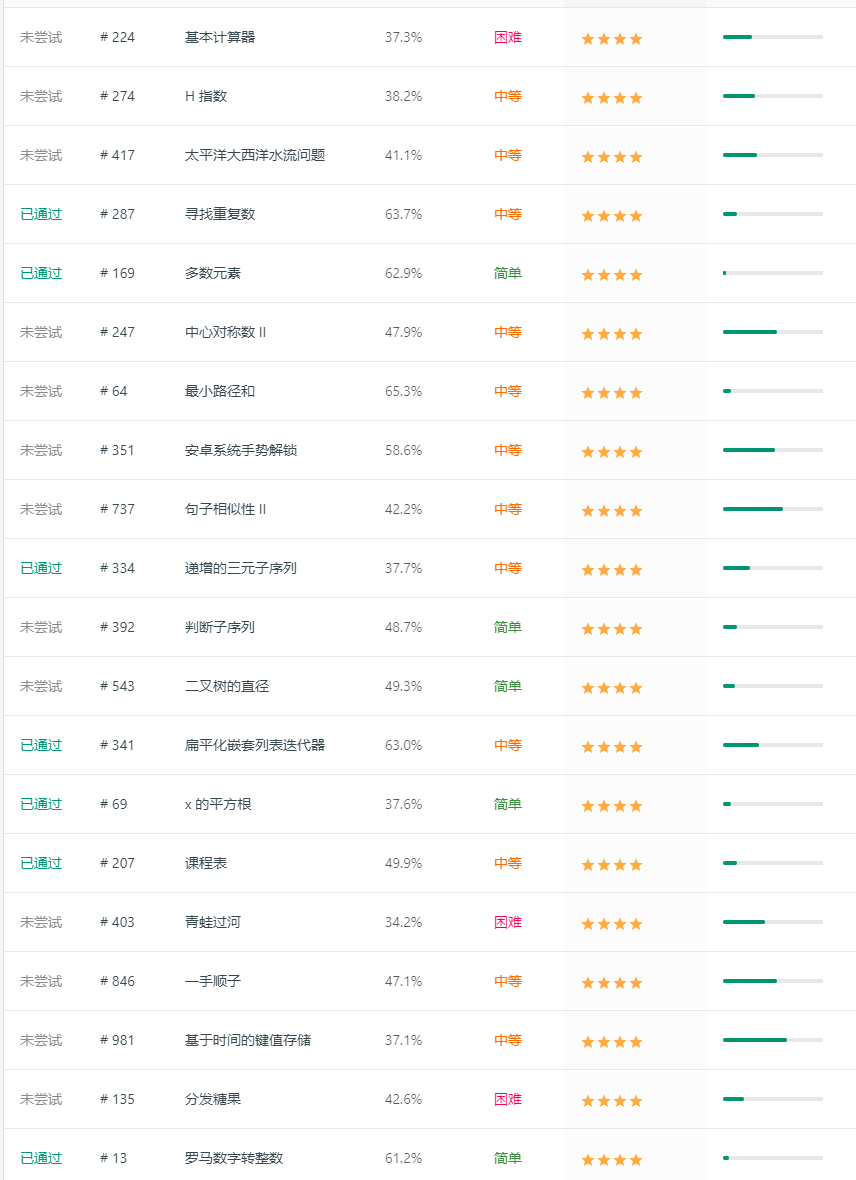 未尝试 # 224 基本计算器 37.3% 困难
未尝试 # 274 H 指数 38.2% 中等
未尝试 # 417 太平洋大西洋水流问题 41.1% 中等
已通过 # 287 寻找重复数 63.7% 中等
已通过 # 169 多数元素 62.9% 简单
未尝试 # 247 中心对称数 II 47.9% 中等
未尝试 # 64 最小路径和 65.3% 中等
未尝试 # 351 安卓系统手势解锁 58.6% 中等
未尝试 # 737 句子相似性 II 42.2% 中等
已通过 # 334 递增的三元子序列 37.7% 中等
未尝试 # 392 判断子序列 48.7% 简单
未尝试 # 543 二叉树的直径 49.3% 简单
已通过 # 341 扁平化嵌套列表迭代器 63.0% 中等
已通过 # 69 x 的平方根 37.6% 简单
已通过 # 207 课程表 49.9% 中等
未尝试 # 403 青蛙过河 34.2% 困难
未尝试 # 846 一手顺子 47.1% 中等
未尝试 # 981 基于时间的键值存储 37.1% 中等
未尝试 # 135 分发糖果 42.6% 困难
已通过 # 13 罗马数字转整数 61.2% 简单